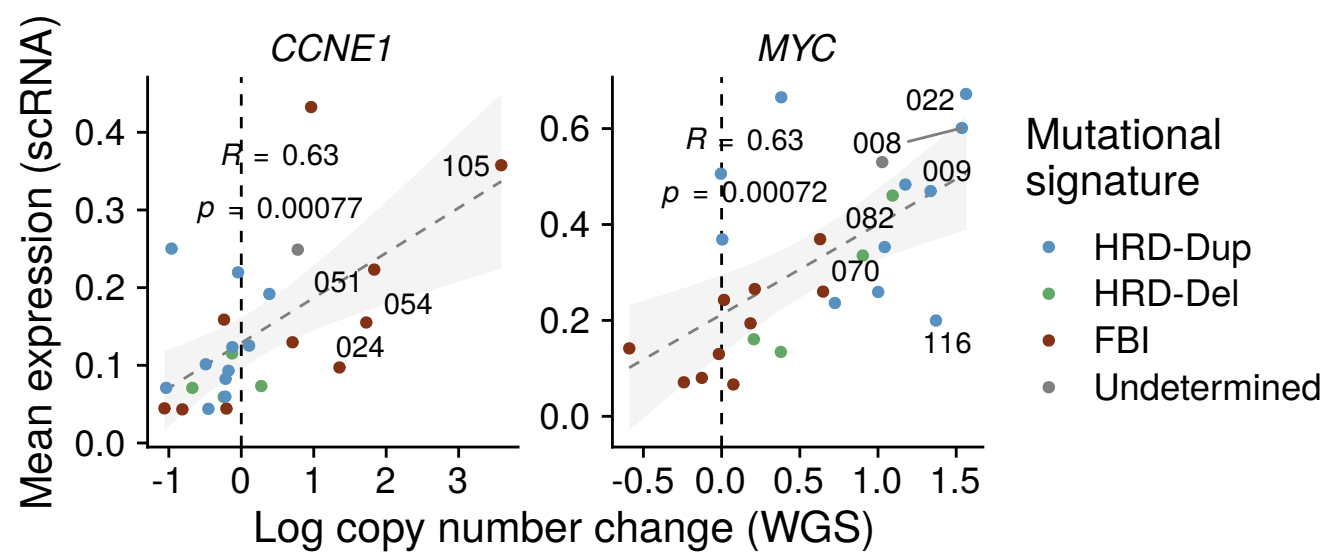 CCNE1
MYC
Mean expression (scRNA)
0.4
0.3
0.2
0.1
0.0
R = 0.63
p = 0.00077
105
051
054
024
-1
0
1
2
3
0.6
0.4
0.2
0.0
R = 0.63
p = 0.00072
022
008
009
082
070
116
-0.5
0.0
0.5
1.0
1.5
Log copy number change (WGS)
Mutational
signature
HRD-Dup
HRD-Del
FBI
Undetermined